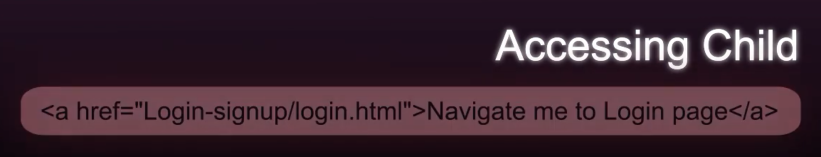 Accessing Child
<a href="Login-signup/login.html">Navigate me to Login page</a>